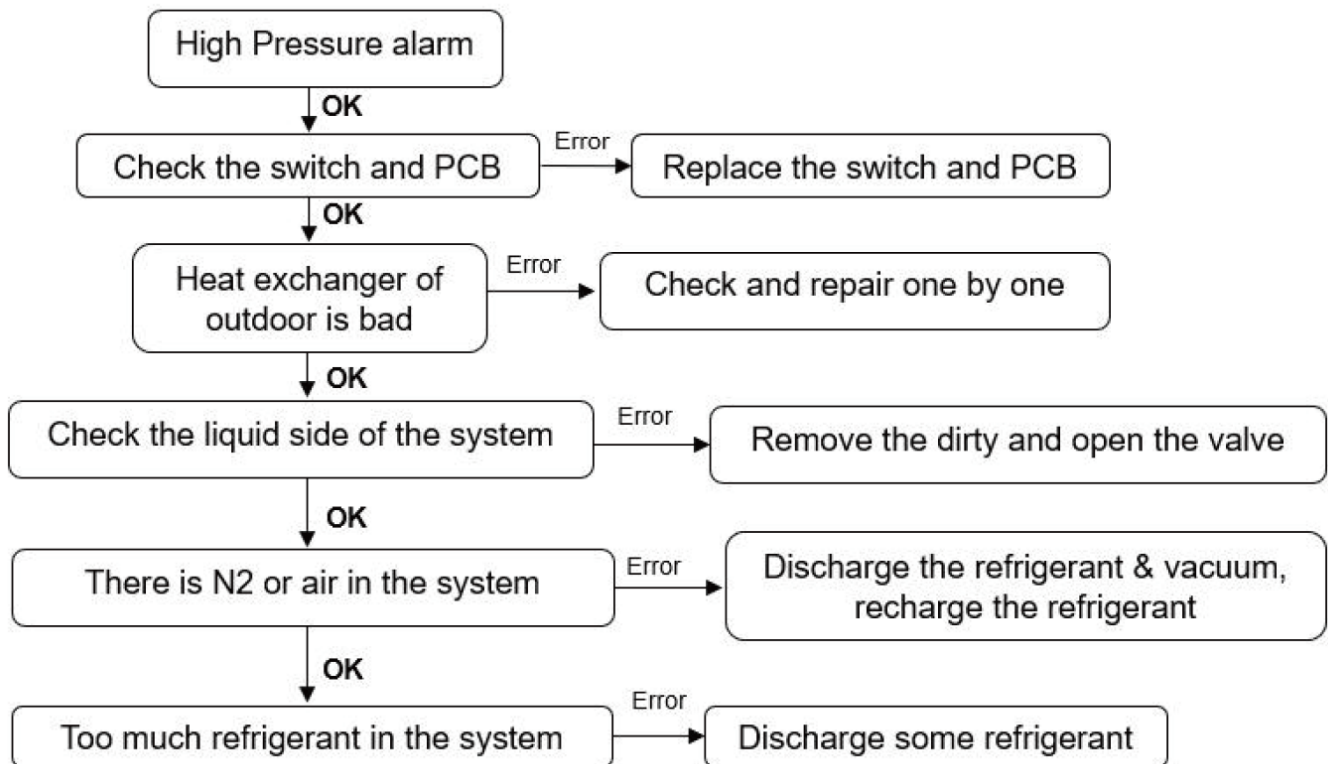 High Pressure alarm
OK
Check the switch and PCB
Error
Replace the switch and PCB
OK
Heat exchanger of
outdoor is bad
Error
Check and repair one by one
OK
Check the liquid side of the system
Error
Remove the dirty and open the valve
OK
There is N2 or air in the system
Error
Discharge the refrigerant & vacuum,
recharge the refrigerant
OK
Too much refrigerant in the system
Error
Discharge some refrigerant